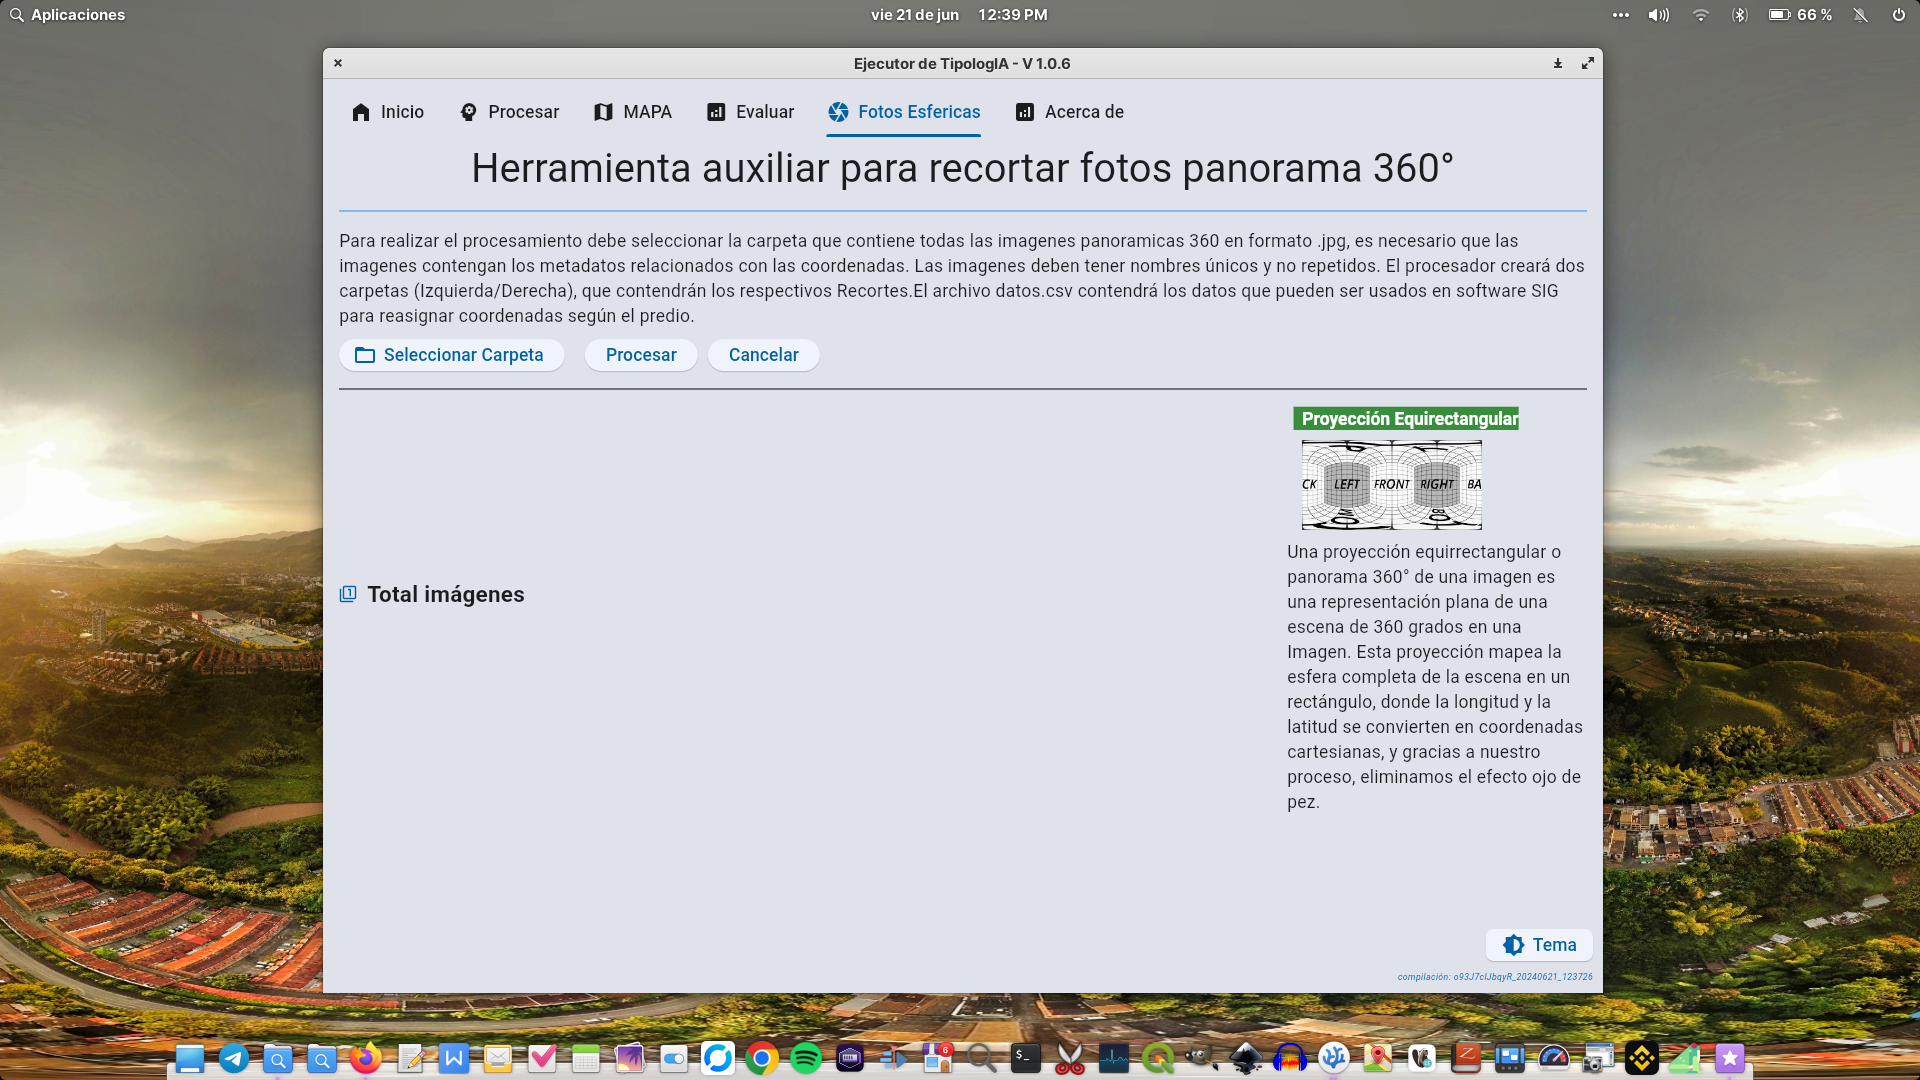 Aplicaciones
vie 21 de jun 12:39 PM
66 %
Ejecutor de TipologIA - V 1.0.6
Inicio
Procesar
MAPA
Evaluar
Fotos Esfericas
Acerca de
Herramienta auxiliar para recortar fotos panorama 360°
Para realizar el procesamiento debe seleccionar la carpeta que contiene todas las imagenes panoramicas 360 en formato .jpg, es necesario que las
imagenes contengan los metadatos relacionados con las coordenadas. Las imagenes deben tener nombres únicos y no repetidos. El procesador creará dos
carpetas (Izquierda/Derecha), que contendrán los respectivos Recortes.El archivo datos.csv contendrá los datos que pueden ser usados en software SIG
para reasignar coordenadas según el predio.
Seleccionar Carpeta
Procesar
Cancelar
Proyección Equirectangular
CK LEFT FRONT RIGHT BA
Una proyección equirrectangular o
panorama 360° de una imagen es
una representación plana de una
escena de 360 grados en una
Imagen. Esta proyección mapea la
esfera completa de la escena en un
rectángulo, donde la longitud y la
latitud se convierten en coordenadas
cartesianas, y gracias a nuestro
proceso, eliminamos el efecto ojo de
pez.
Total imágenes
Tema
compilación: o93J7clJbqyR_20240621_123726
6